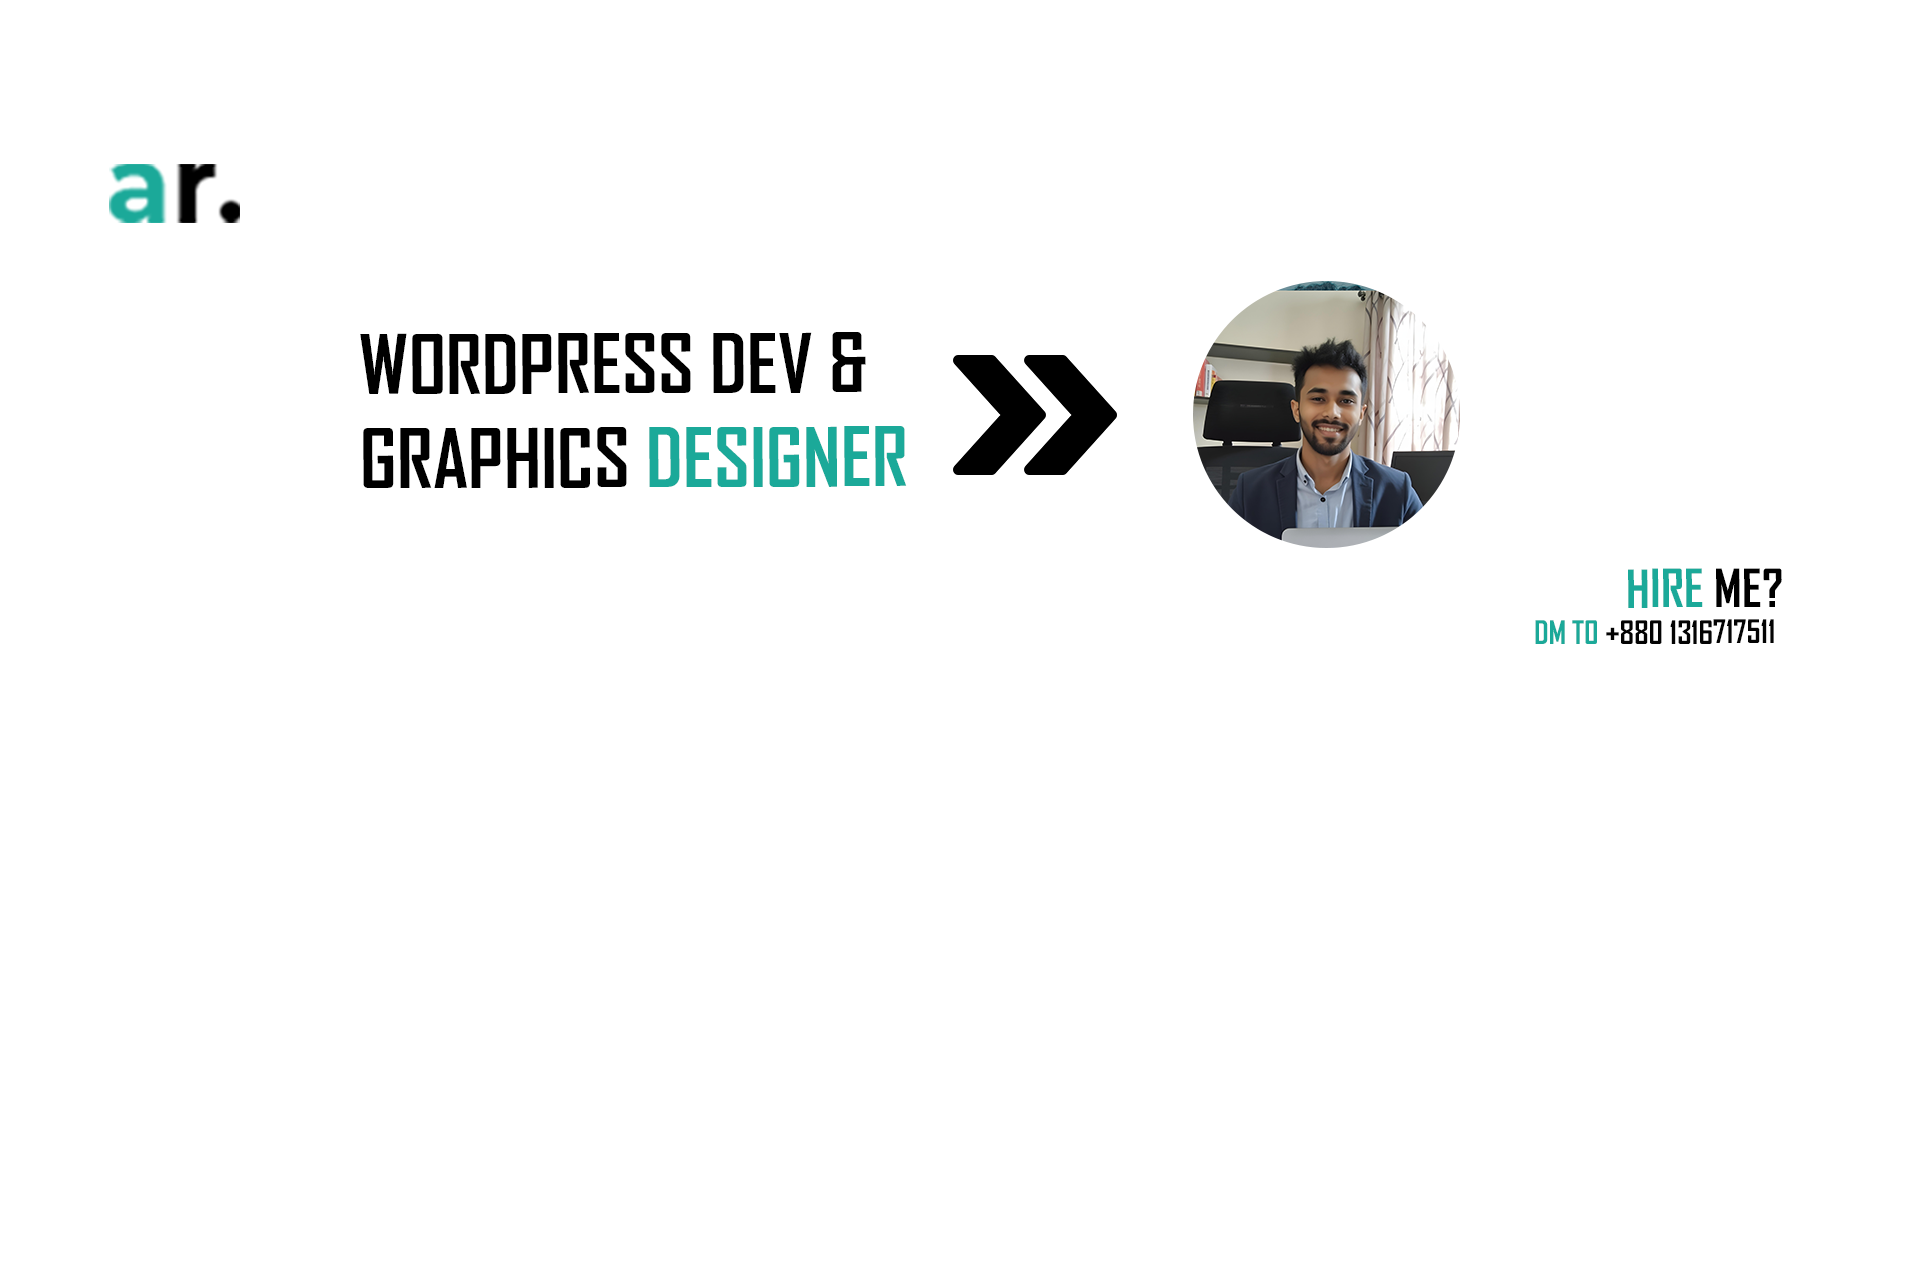 ar.
WORDPRESS DEV &
GRAPHICS DESIGNER
HIRE ME?
DM TO +880 1316717511